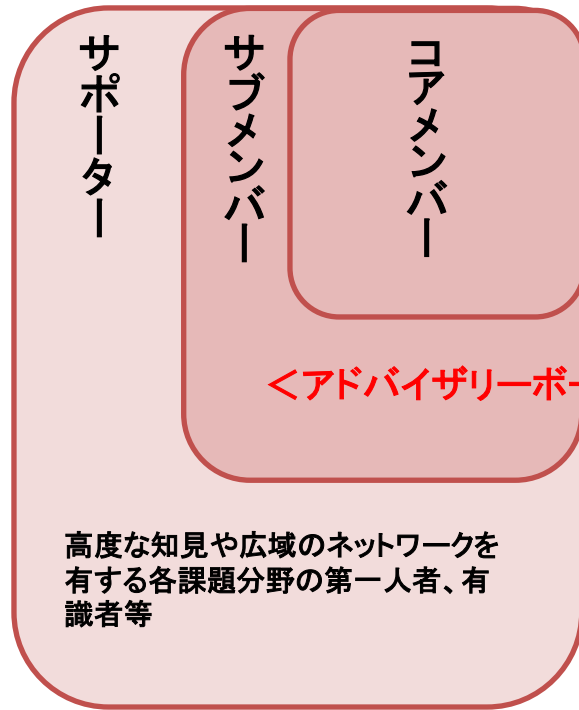 サポーター
サブメンバー
コアメンバー
<アドバイザリーボー
高度な知見や広域のネットワークを
有する各課題分野の第一人者、有
識者等